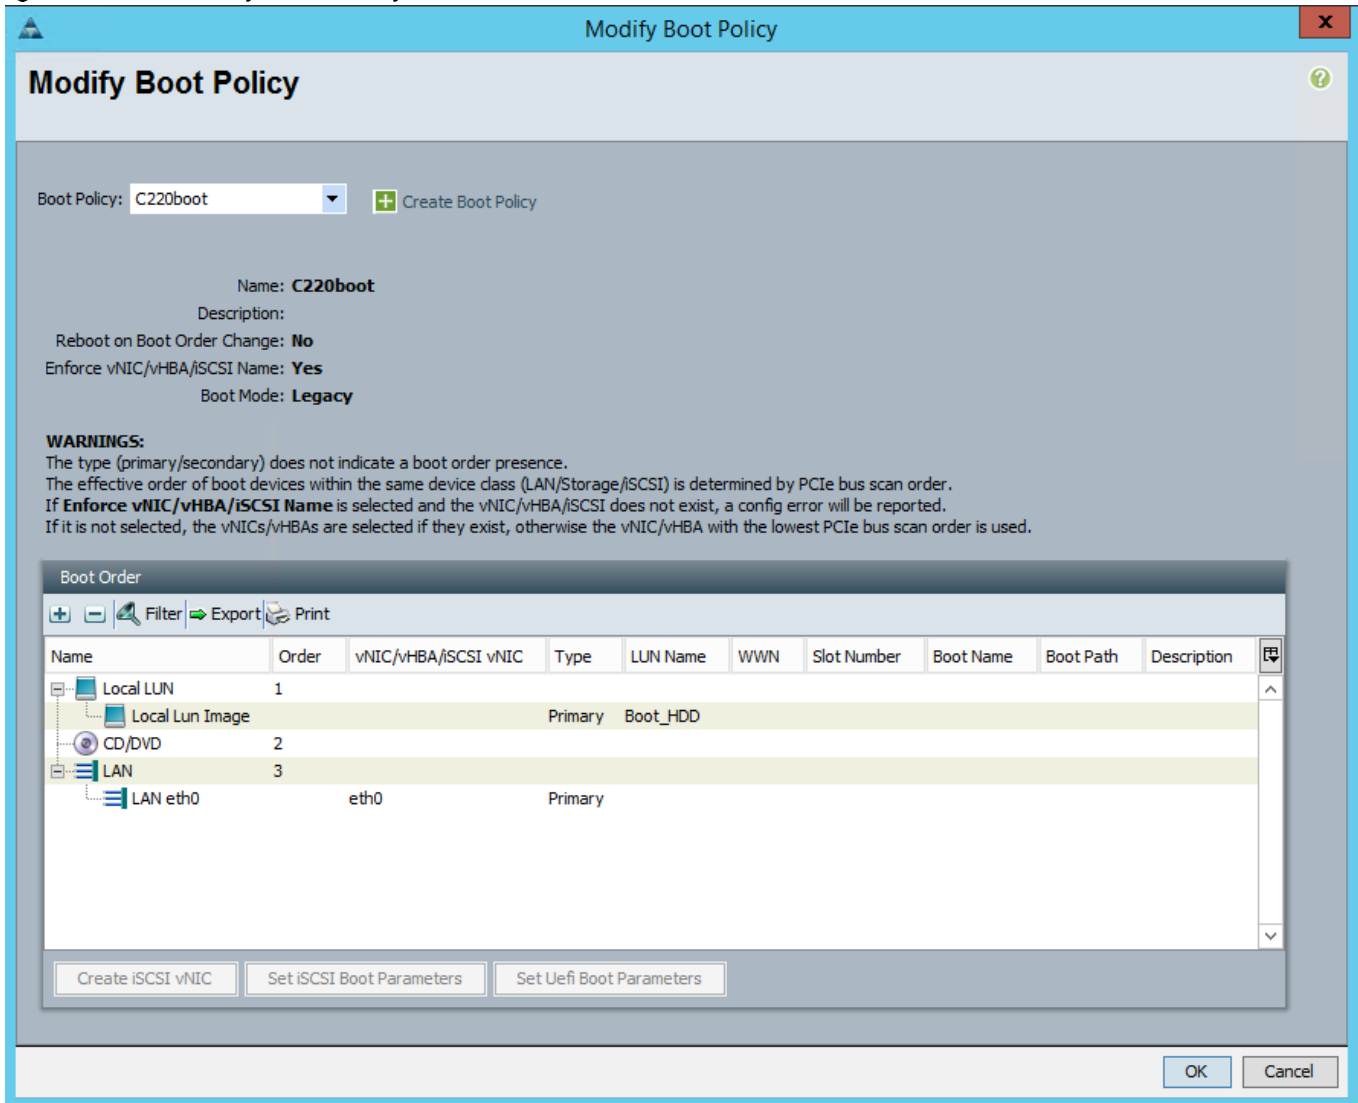 Modify Boot Policy
X
Modify Boot Policy
?
Boot Policy: C220boot Create Boot Policy
Name: C220boot
Description:
Reboot on Boot Order Change: No
Enforce vNIC/vHBA/iSCSI Name: Yes
Boot Mode: Legacy
WARNINGS:
The type (primary/secondary) does not indicate a boot order presence.
The effective order of boot devices within the same device class (LAN/Storage/iSCSI) is determined by PCIe bus scan order.
If Enforce vNIC/vHBA/iSCSI Name is selected and the vNIC/vHBA/iSCSI does not exist, a config error will be reported.
If it is not selected, the vNICs/vHBAs are selected if they exist, otherwise the vNIC/vHBA with the lowest PCIe bus scan order is used.
Boot Order
Filter Export Print
Name Order vNIC/vHBA/iSCSI vNIC Type LUN Name WWN Slot Number Boot Name Boot Path Description
Local LUN 1
Local Lun Image Primary Boot_HDD
CD/DVD 2
LAN 3
LAN eth0 eth0 Primary
Create iSCSI vNIC Set iSCSI Boot Parameters Set Uefi Boot Parameters
OK Cancel